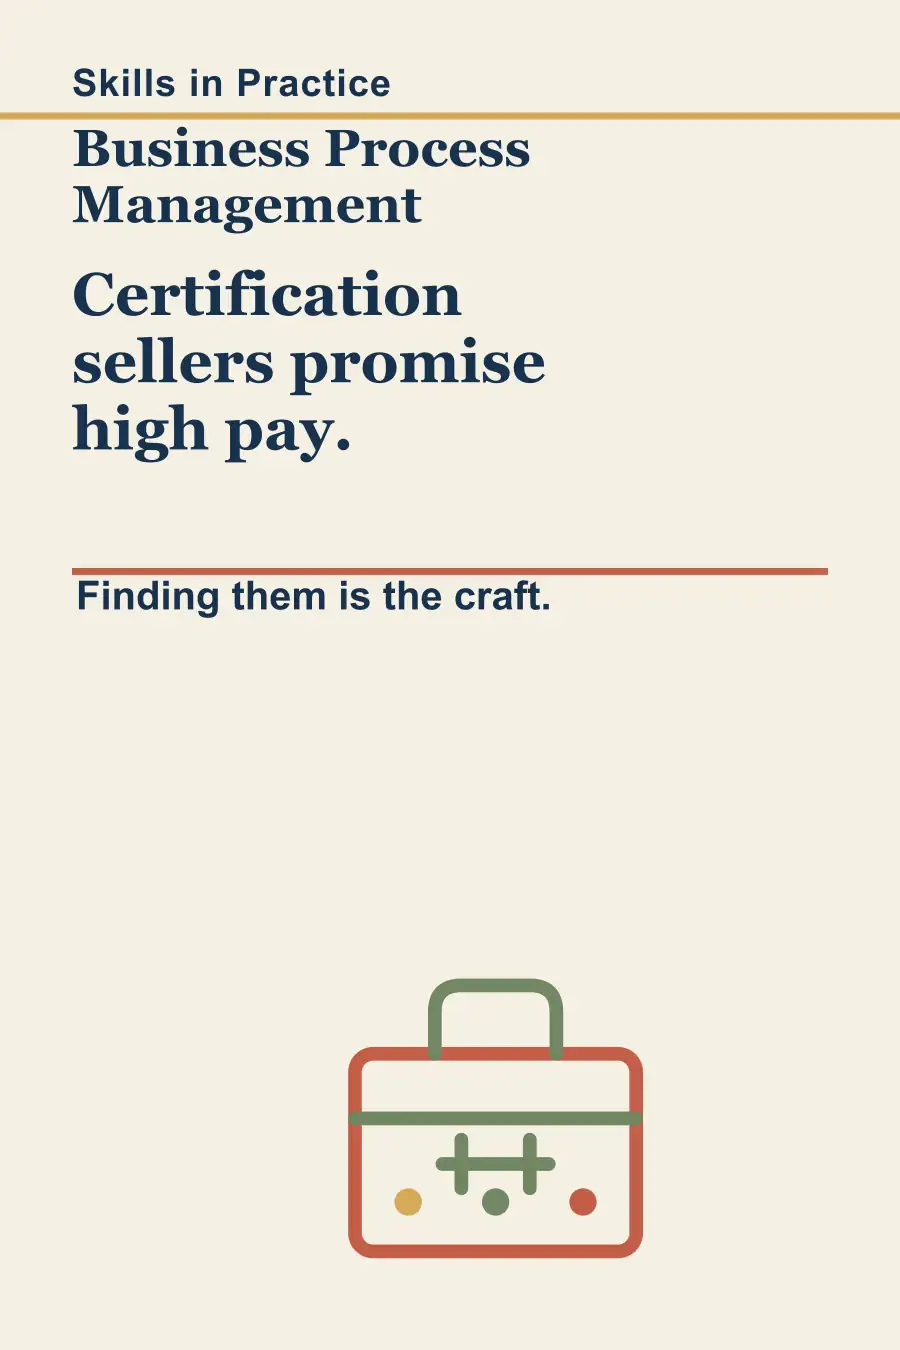 Skills in Practice
Business Process
Management
Certification
sellers promise
high pay.
Finding them is the craft.